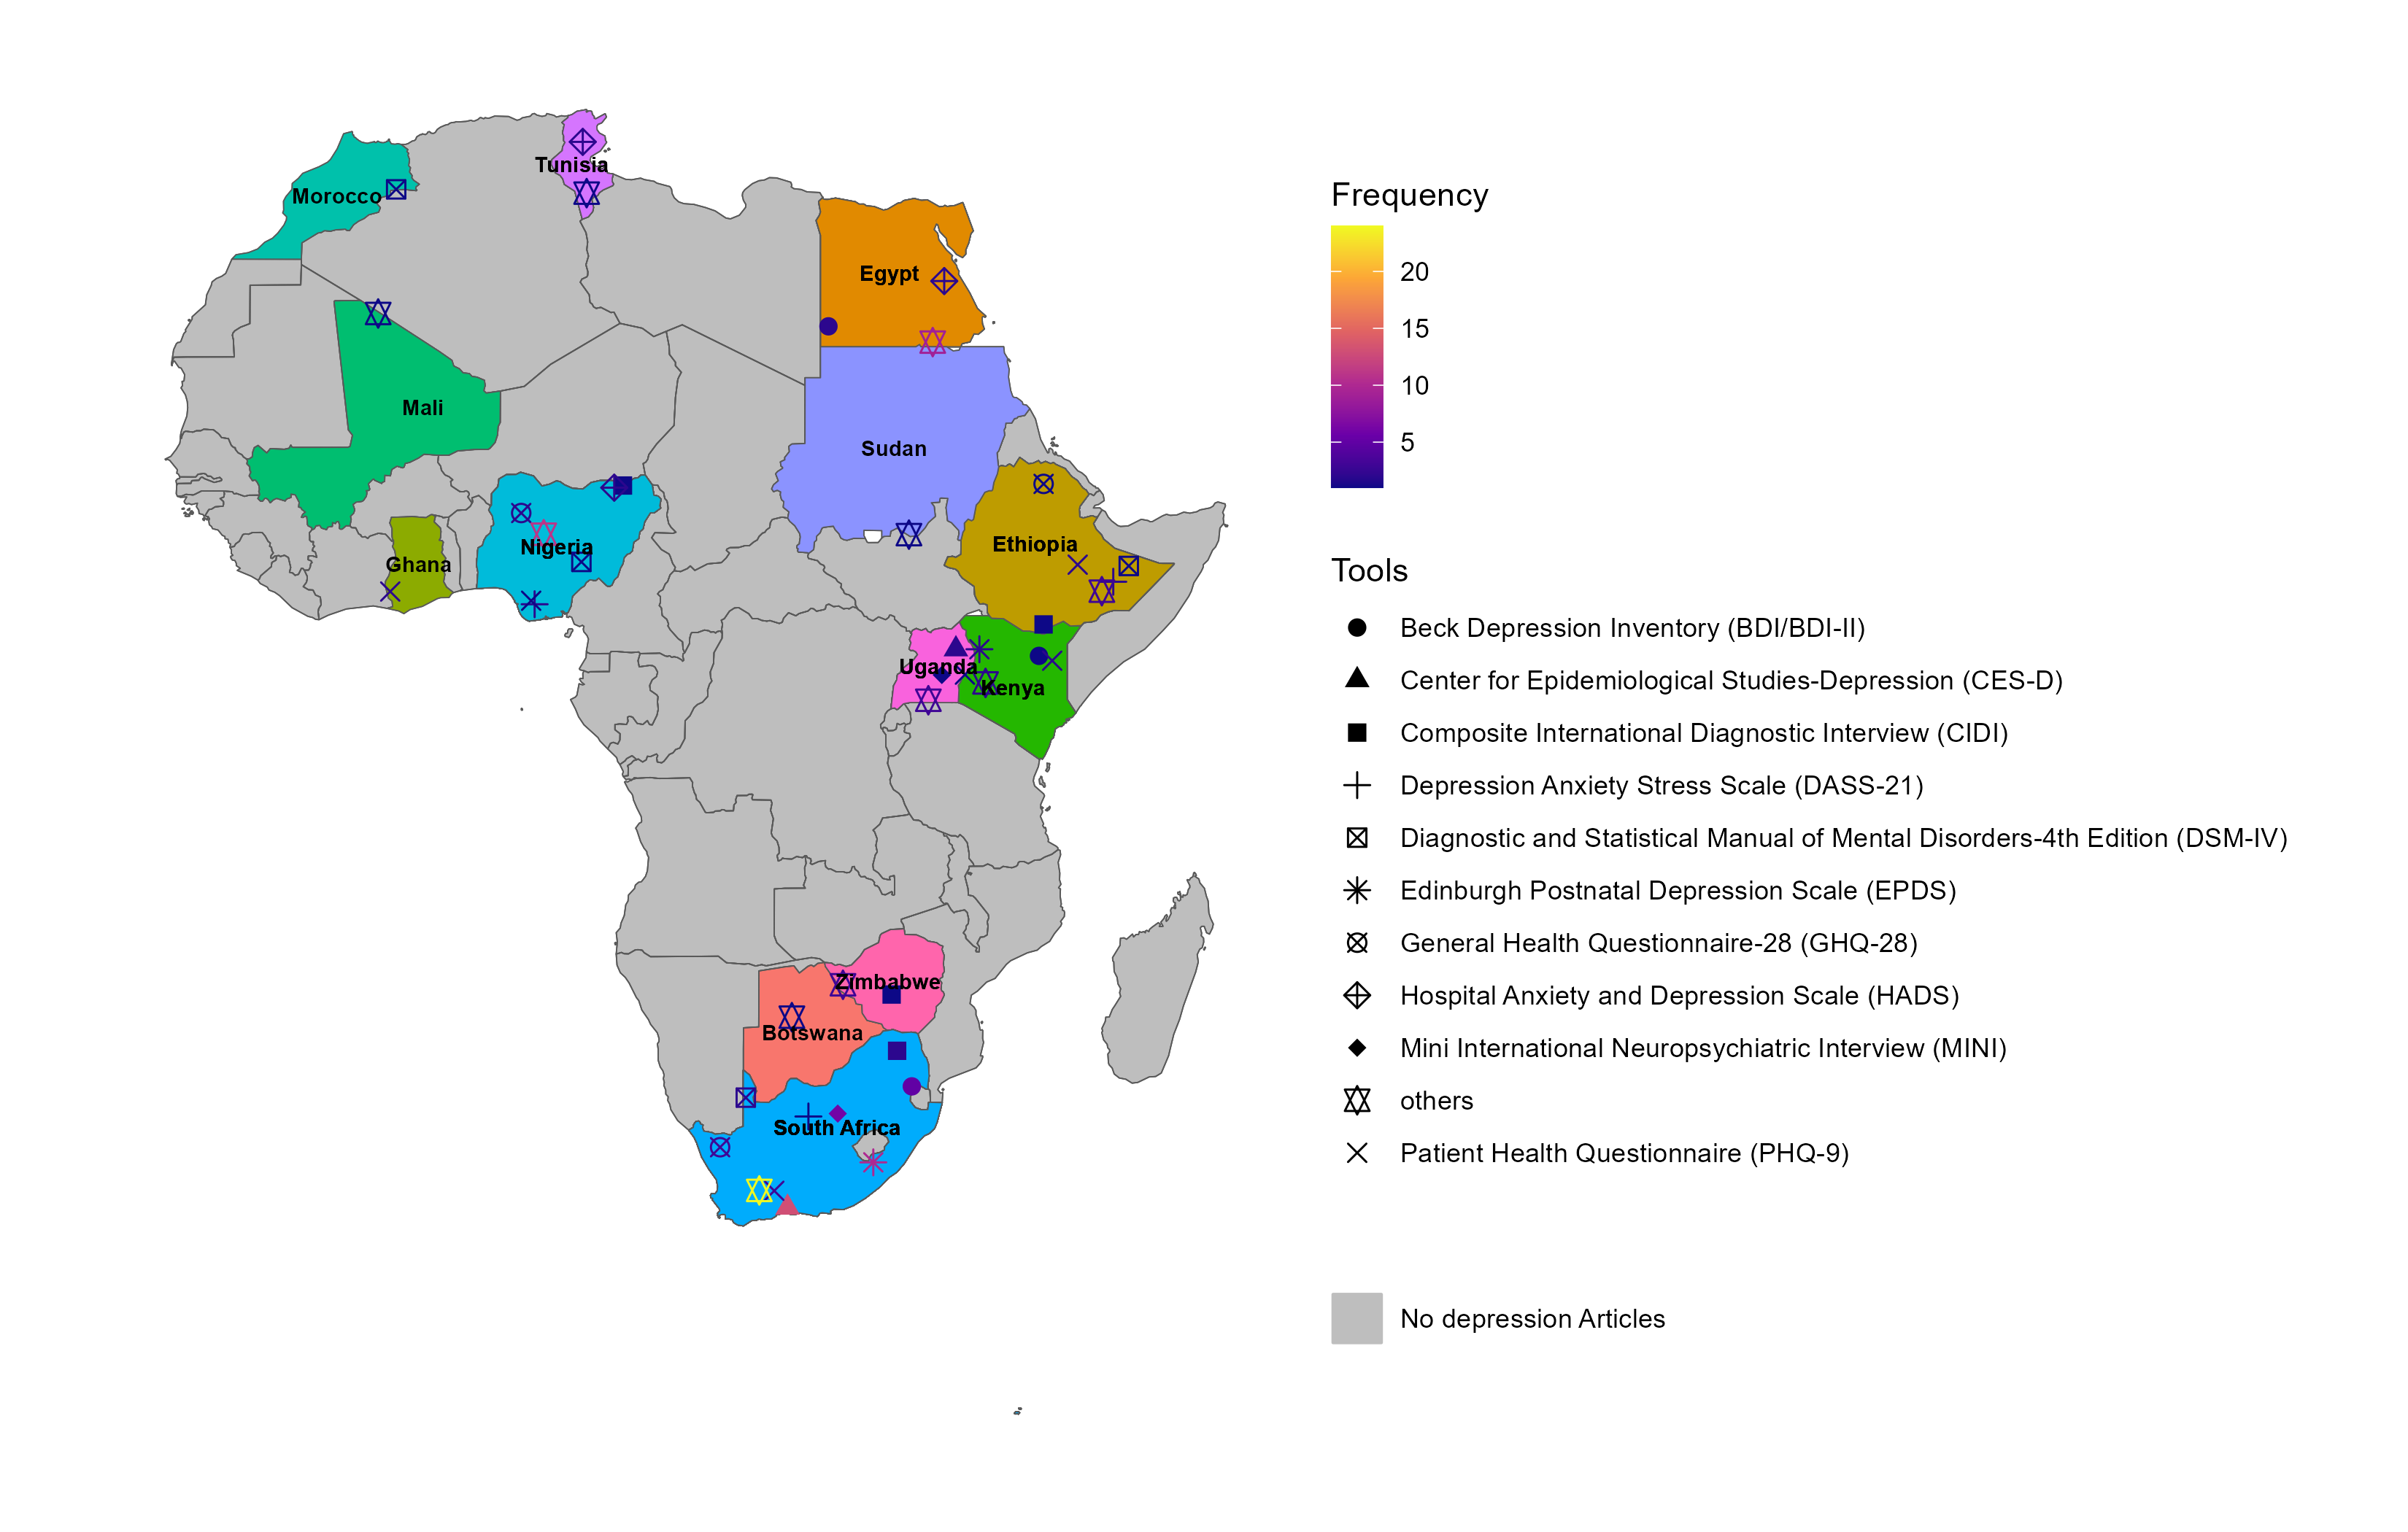 Tunisia
Morocco
Egypt
Mali
Sudan
Nigeria
Ghana
Ethiopia
Uganda
Kenya
Zimbabwe
Botswana
South Africa
Frequency
20
15
10
5
Tools
Beck Depression Inventory (BDI/BDI-II)
Center for Epidemiological Studies-Depression (CES-D)
Composite International Diagnostic Interview (CIDI)
Depression Anxiety Stress Scale (DASS-21)
Diagnostic and Statistical Manual of Mental Disorders-4th Edition (DSM-IV)
Edinburgh Postnatal Depression Scale (EPDS)
General Health Questionnaire-28 (GHQ-28)
Hospital Anxiety and Depression Scale (HADS)
Mini International Neuropsychiatric Interview (MINI)
others
Patient Health Questionnaire (PHQ-9)
No depression Articles